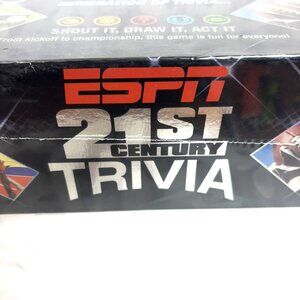 GENERATION OF TRIVIA...
SHOUT IT, DRAW IT, ACT IT
From kickoff to championship, this game is fun for everyone!
ESPN
21ST
CENTURY
TRIVIA